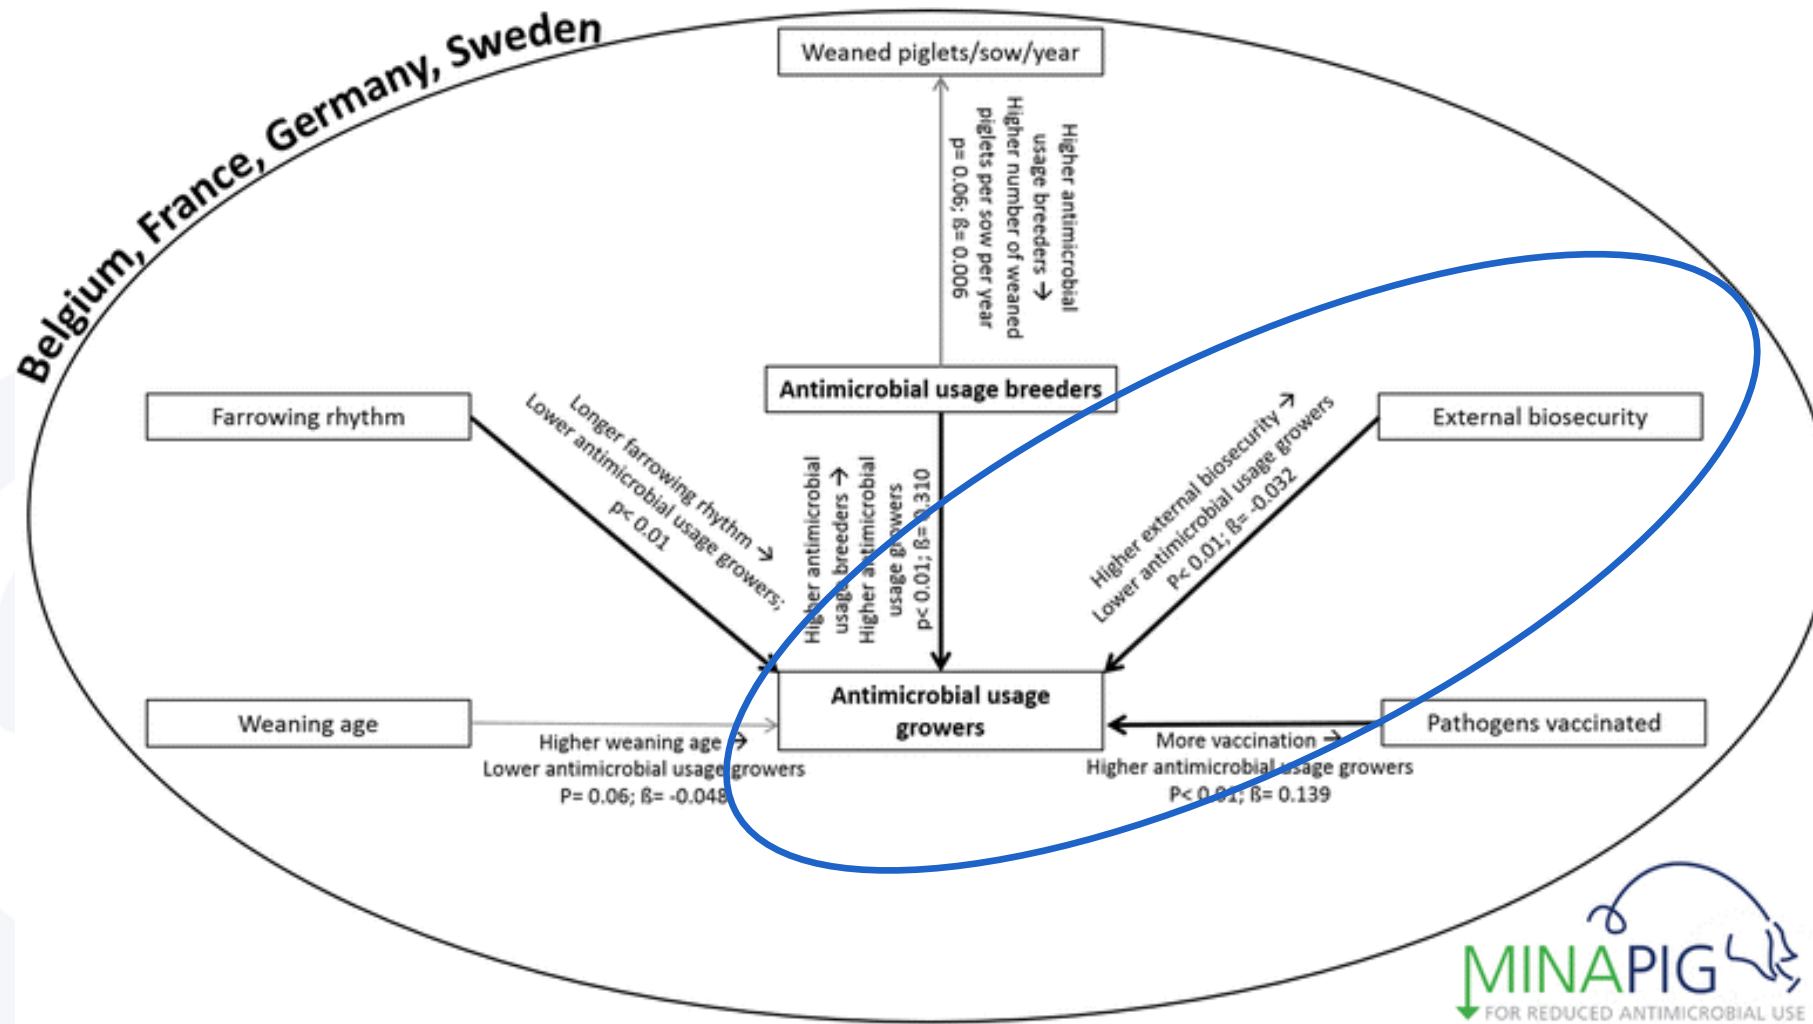 Belgium, France, Germany, Sweden
Weaned piglets/sow/year
Higher antimicrobial
usage breeders →
Higher number of weaned
piglets per sow per year
p= 0.06; ß= 0.006
Antimicrobial usage breeders
Farrowing rhythm
Longer farrowing rhythm →
Lower antimicrobial usage growers;
p< 0.01
Higher antimicrobial
usage breeders →
Higher antimicrobial
usage growers
p< 0.01; ß= 0.310
External biosecurity
Higher external biosecurity →
Lower antimicrobial usage growers
P< 0.01; ß= -0.032
Antimicrobial usage
growers
Weaning age
Higher weaning age →
Lower antimicrobial usage growers
P= 0.06; ß= -0.048
Pathogens vaccinated
More vaccination →
Higher antimicrobial usage growers
P< 0.01; ß= 0.139
MINAPIG
FOR REDUCED ANTIMICROBIAL USE